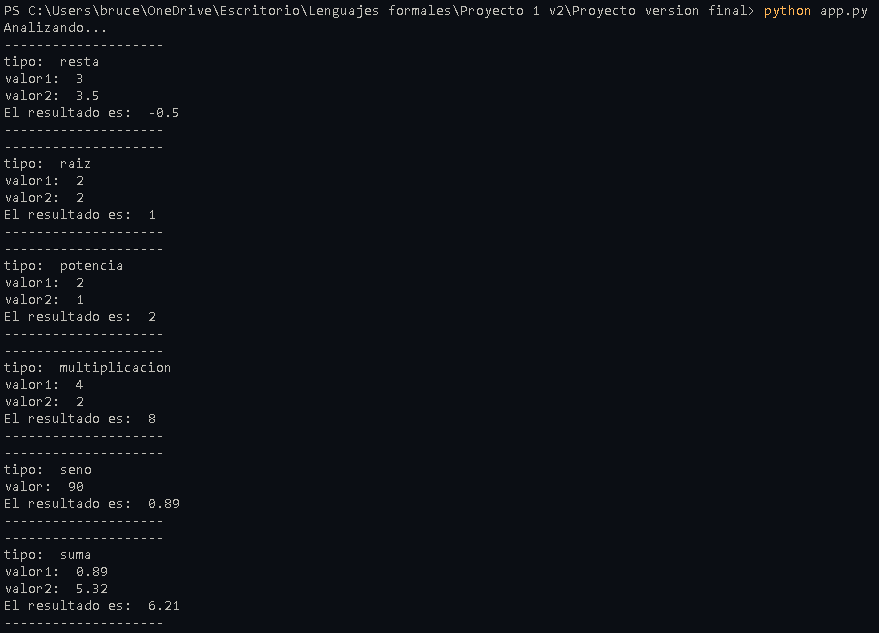 PS C:\Users\bruce\OneDrive\Escritorio\Lenguajes formales\Proyecto 1 v2\Proyecto version final> python app.py
Analizando...
--------------------
tipo:  resta
valor1:  3
valor2:  3.5
El resultado es:  -0.5
--------------------
--------------------
tipo:  raiz
valor1:  2
valor2:  2
El resultado es:  1
--------------------
--------------------
tipo:  potencia
valor1:  2
valor2:  1
El resultado es:  2
--------------------
--------------------
tipo:  multiplicacion
valor1:  4
valor2:  2
El resultado es:  8
--------------------
--------------------
tipo:  seno
valor:  90
El resultado es:  0.89
--------------------
--------------------
tipo:  suma
valor1:  0.89
valor2:  5.32
El resultado es:  6.21
--------------------